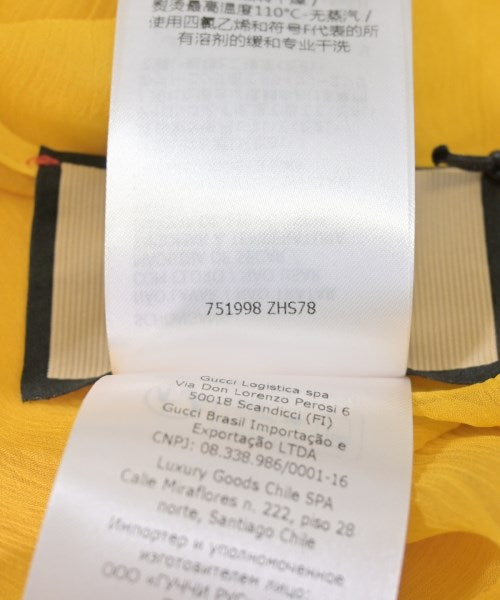 熨烫最高温度110°C-无蒸汽 /
使用四氯乙烯和符号F代表的所
有溶剂的缓和专业干洗
751998 ZHS78
Gucci Logistica spa
Via Don Lorenzo Perosi 6
50018 Scandicci (FI)
Gucci Brasil Importação e
Exportação LTDA
CNPJ: 08.338.986/0001-16
Luxury Goods Chile SPA
Calle Miraflores n. 222, piso 28
norte, Santiago Chile
Импортер и уполномоченное
изготовителем лицо:
ООО «ГУЧЧИ РУС»